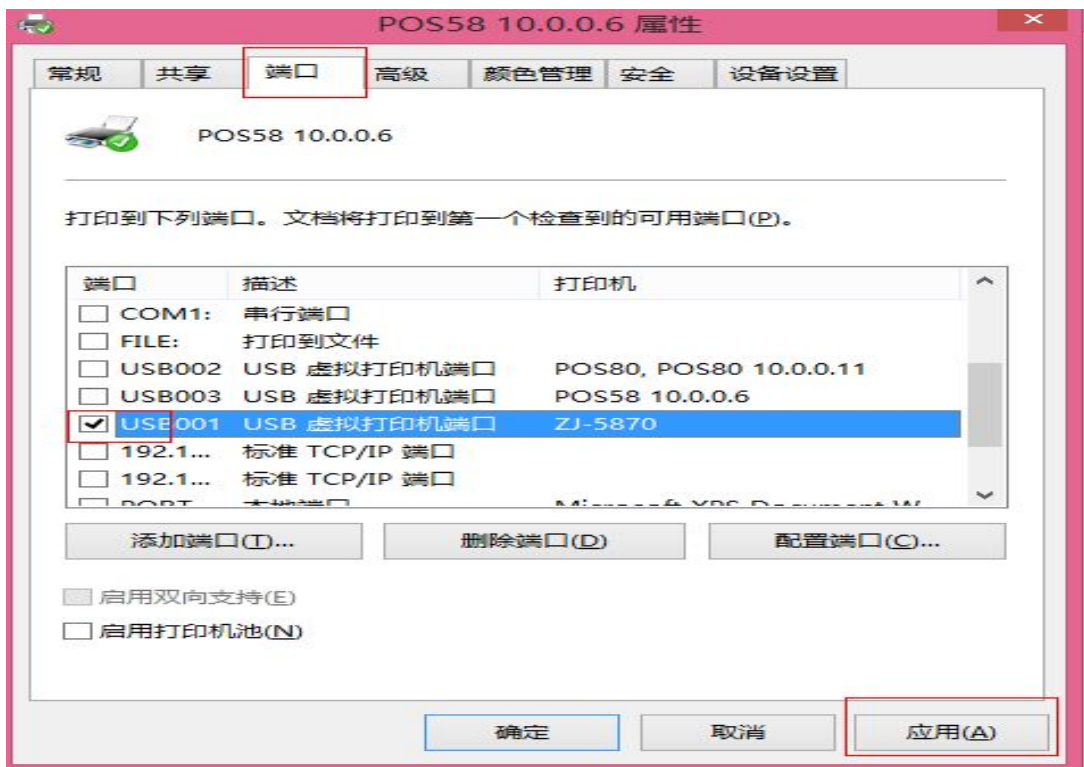 POS58 10.0.0.6 属性
常规 共享 端口 高级 颜色管理 安全 设备设置
POS58 10.0.0.6
打印到下列端口。文档将打印到第一个检查到的可用端口(P)。
端口 描述 打印机
COM1: 串行端口
FILE: 打印到文件
USB002 USB 虚拟打印机端口 POS80, POS80 10.0.0.11
USB003 USB 虚拟打印机端口 POS58 10.0.0.6
USB001 USB 虚拟打印机端口 ZJ-5870
192.1... 标准 TCP/IP 端口
192.1... 标准 TCP/IP 端口
添加端口(T)... 删除端口(D) 配置端口(C)...
启用双向支持(E)
启用打印机池(N)
确定 取消 应用(A)